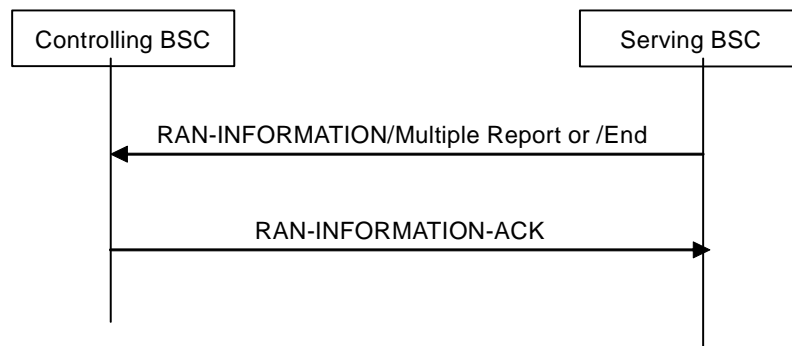 Controlling BSC
Serving BSC
RAN-INFORMATION/Multiple Report or /End
RAN-INFORMATION-ACK